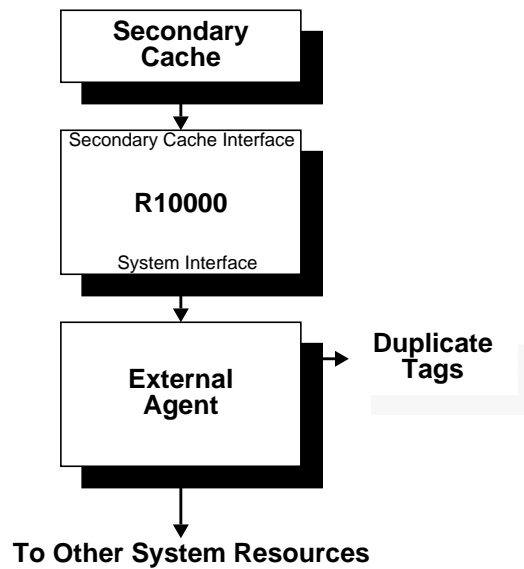 Secondary
Cache
Secondary Cache Interface
R10000
System Interface
External
Agent
Duplicate
Tags
To Other System Resources